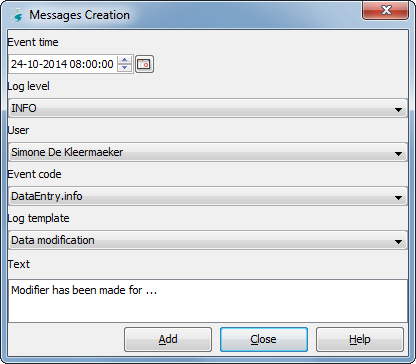 Messages Creation
Event time
24-10-2014 08:00:00
Log level
INFO
User
Simone De Kleermaeker
Event code
DataEntry.info
Log template
Data modification
Text
Modifier has been made for ...
Add Close Help